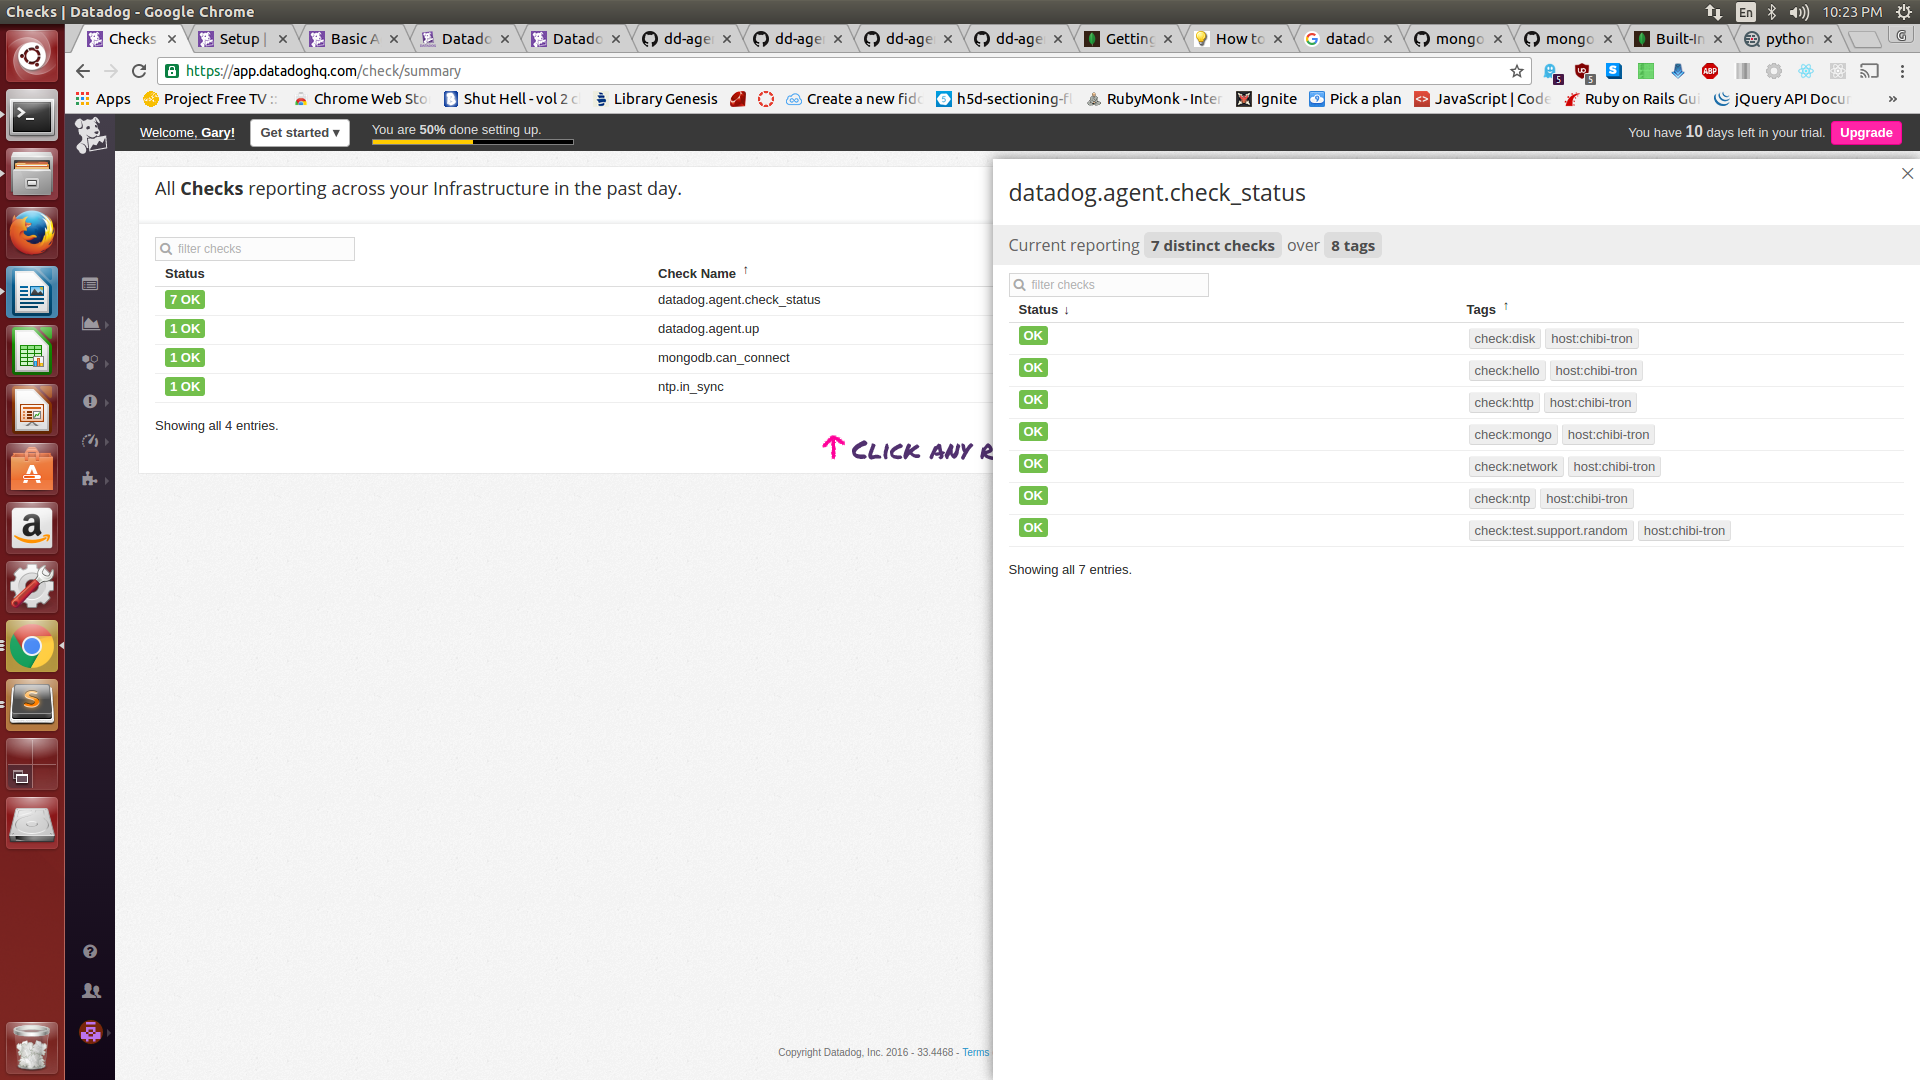 Checks | Datadog - Google Chrome
En
10:23 PM
Checks
Setup |
Basic A
Datado
Datado
dd-age
dd-age
dd-age
dd-age
Getting
How to
datado
mongo
mongo
Built-In
python
https://app.datadoghq.com/check/summary
5
5
ABP
Apps
Project Free TV ::
Chrome Web Sto
Shut Hell - vol 2 c
Library Genesis
Create a new fidd
h5d-sectioning-fl
RubyMonk - Inter
Ignite
Pick a plan
JavaScript | Code
Ruby on Rails Gui
jQuery API Docur
»
Welcome, Gary!
Get started ▾
You are 50% done setting up.
You have 10 days left in your trial.
Upgrade
All Checks reporting across your Infrastructure in the past day.
filter checks
Status
Check Name ↑
7 OK
datadog.agent.check_status
1 OK
datadog.agent.up
1 OK
mongodb.can_connect
1 OK
ntp.in_sync
Showing all 4 entries.
Click any r
Copyright Datadog, Inc. 2016 - 33.4468 - Terms
datadog.agent.check_status
Current reporting 7 distinct checks over 8 tags
filter checks
Status ↓
Tags ↑
OK
check:disk host:chibi-tron
OK
check:hello host:chibi-tron
OK
check:http host:chibi-tron
OK
check:mongo host:chibi-tron
OK
check:network host:chibi-tron
OK
check:ntp host:chibi-tron
OK
check:test.support.random host:chibi-tron
Showing all 7 entries.